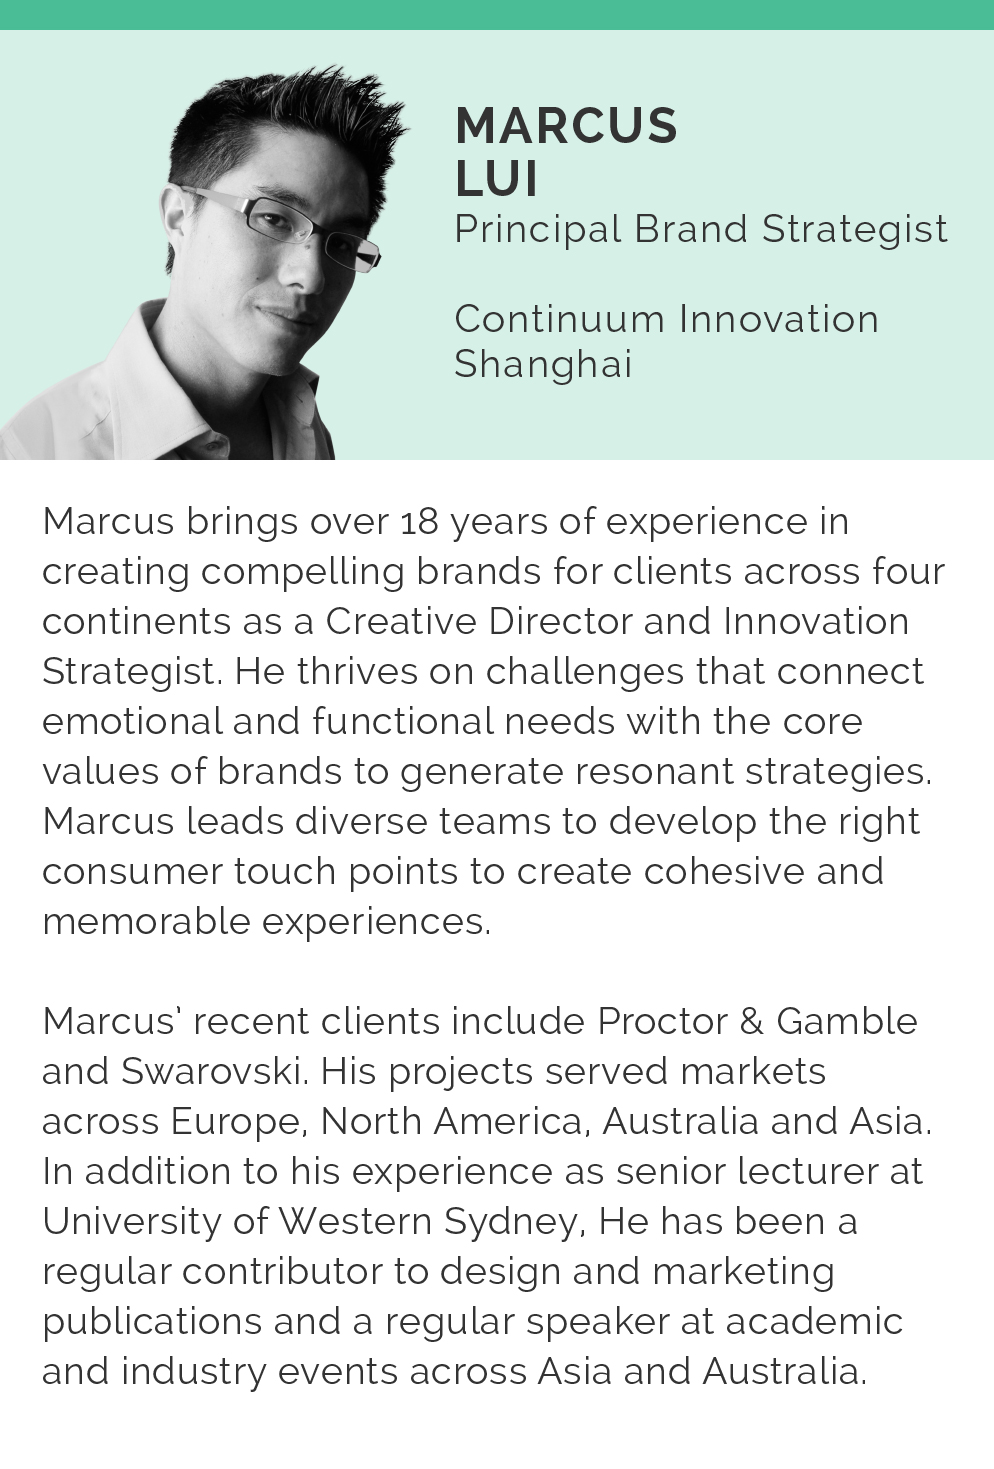 MARCUS
LUI
Principal Brand Strategist
Continuum Innovation
Shanghai
Marcus brings over 18 years of experience in
creating compelling brands for clients across four
continents as a Creative Director and Innovation
Strategist. He thrives on challenges that connect
emotional and functional needs with the core
values of brands to generate resonant strategies.
Marcus leads diverse teams to develop the right
consumer touch points to create cohesive and
memorable experiences.
Marcus’ recent clients include Proctor & Gamble
and Swarovski. His projects served markets
across Europe, North America, Australia and Asia.
In addition to his experience as senior lecturer at
University of Western Sydney, He has been a
regular contributor to design and marketing
publications and a regular speaker at academic
and industry events across Asia and Australia.